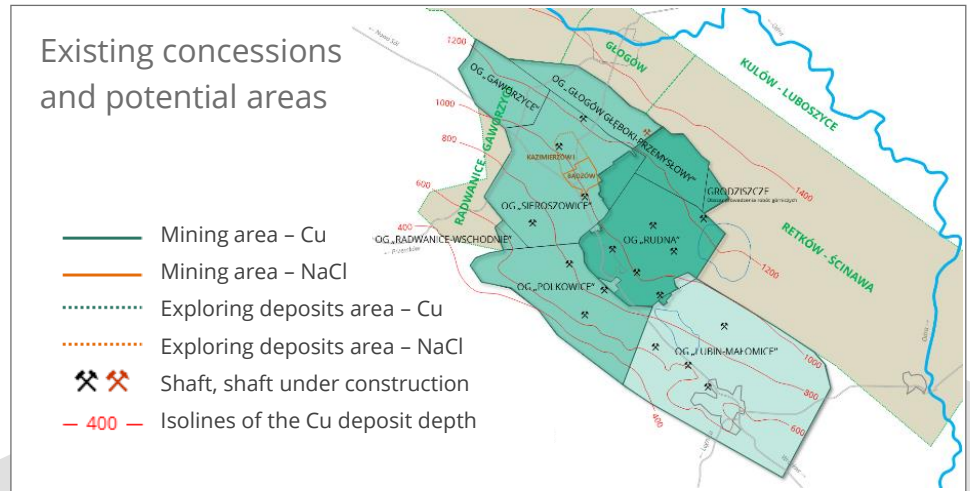 Existing concessions
and potential areas
Mining area – Cu
Mining area – NaCl
Exploring deposits area – Cu
Exploring deposits area – NaCl
Shaft, shaft under construction
— 400 — Isolines of the Cu deposit depth
1200
1000
800
600
400
GŁOGÓW
KULÓW - LUBOSZYCE
OG „GAWORZYCE"
OG „GŁOGÓW GŁĘBOKI-PRZEMYSŁOWY"
RADWANICE - GAWORZYCE
KAZIMIERZÓW I
BĄDZÓW
OG „SIEROSZOWICE"
GRODZISZCZE
1400
OG „RADWANICE-WSCHODNIE"
OG „RUDNA"
RETKÓW - ŚCINAWA
1200
OG „POLKOWICE"
OG „LUBIN-MAŁOMICE"
1000
800
600
400